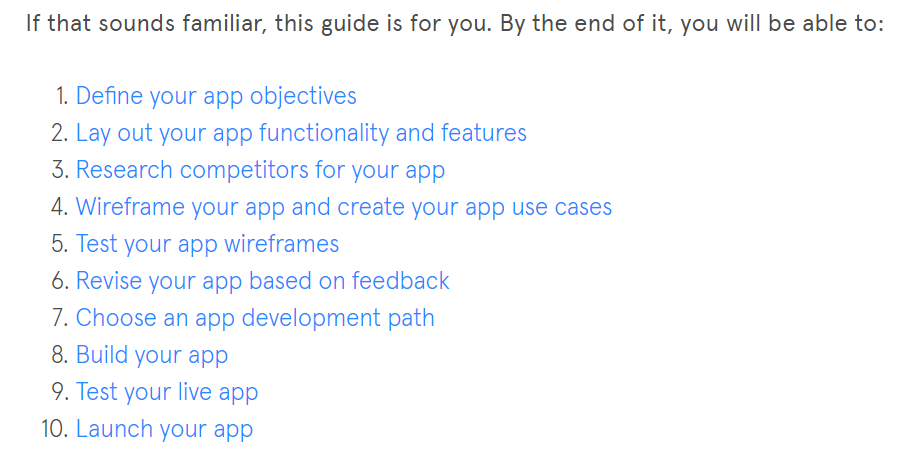 If that sounds familiar, this guide is for you. By the end of it, you will be able to:
1. Define your app objectives
2. Lay out your app functionality and features
3. Research competitors for your app
4. Wireframe your app and create your app use cases
5. Test your app wireframes
6. Revise your app based on feedback
7. Choose an app development path
8. Build your app
9. Test your live app
10. Launch your app